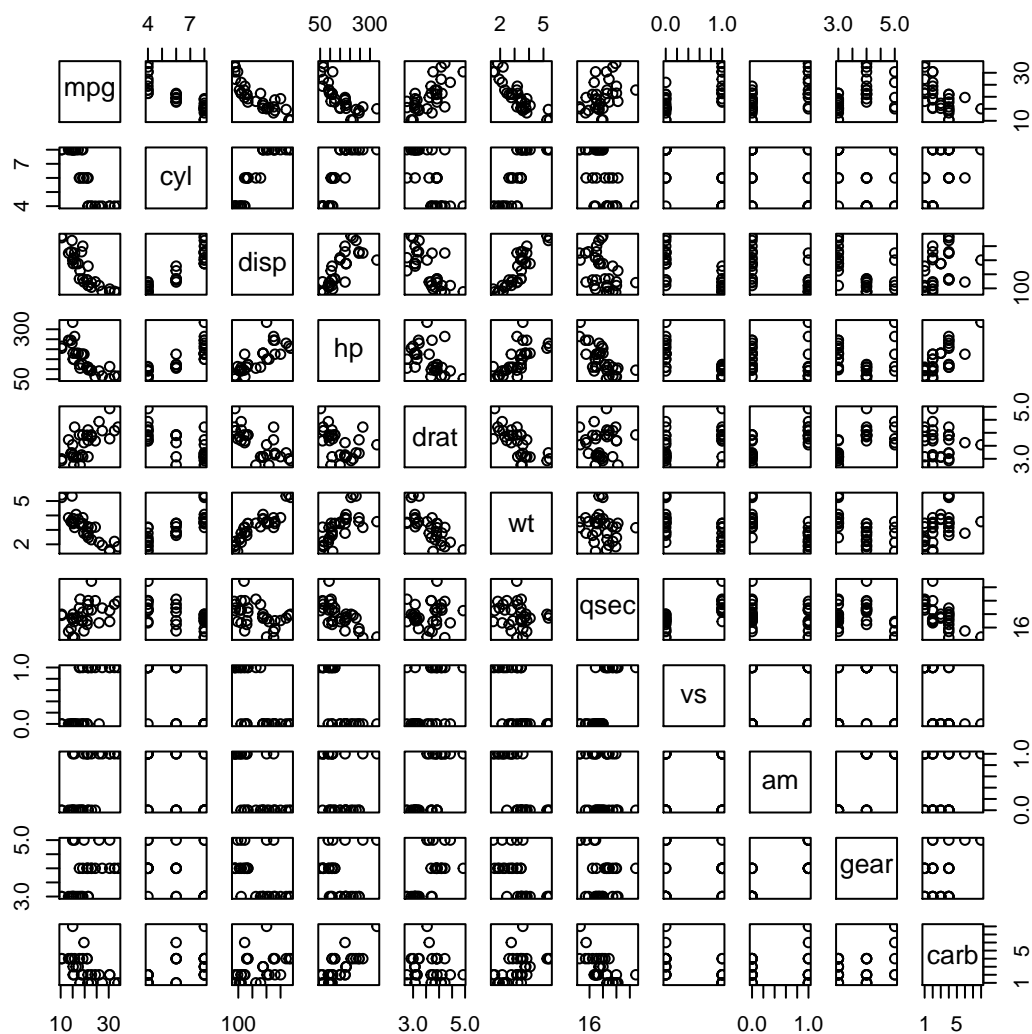 4 7 50 300 2 5 0.0 1.0 3.0 5.0
mpg 10 30
4 7 cyl
disp 100
50 300 hp
drat 3.0 5.0
2 5 wt
qsec 16
0.0 1.0 vs
am 0.0 1.0
3.0 5.0 gear
carb 1 5
10 30 100 3.0 5.0 16 0.0 1.0 1 5